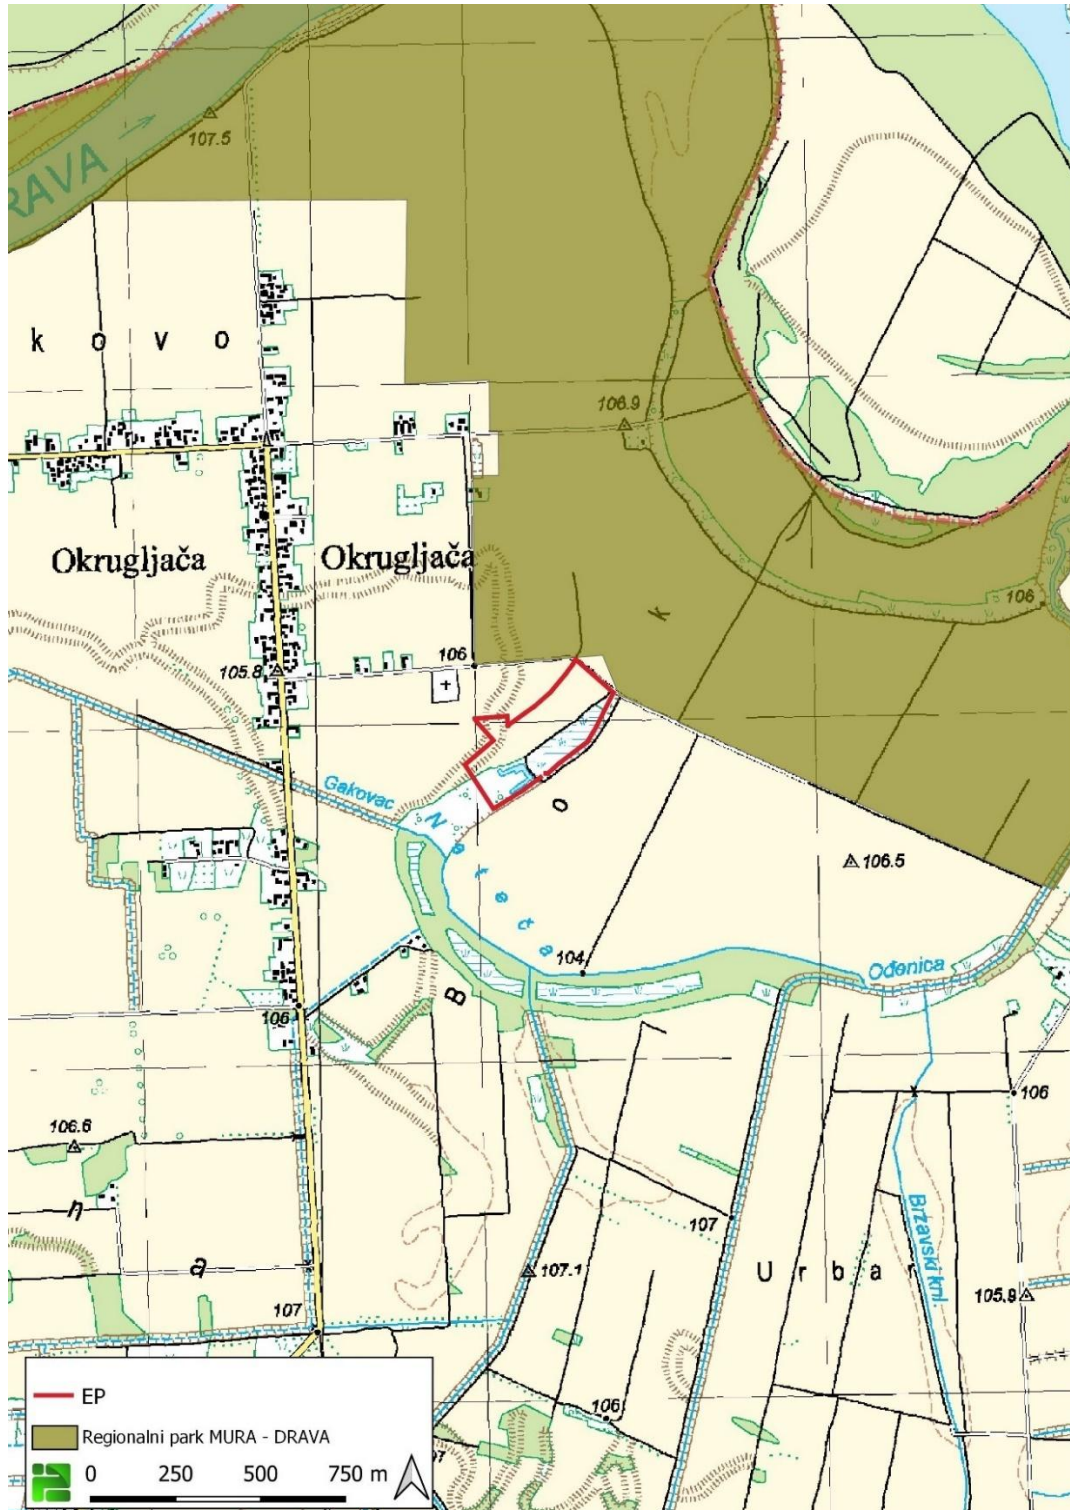 107.5
DRAVA
k o v o
106.9
Okrugljača
Okrugljača
106
k
106
105.8
Gakovac
o
N e k e ć a
106.5
104
Ođenica
B
106
106
106.6
n
107
Brzavski knl.
a
107.1
U r b a r
105.9
107
106
EP
Regionalni park MURA - DRAVA
0 250 500 750 m